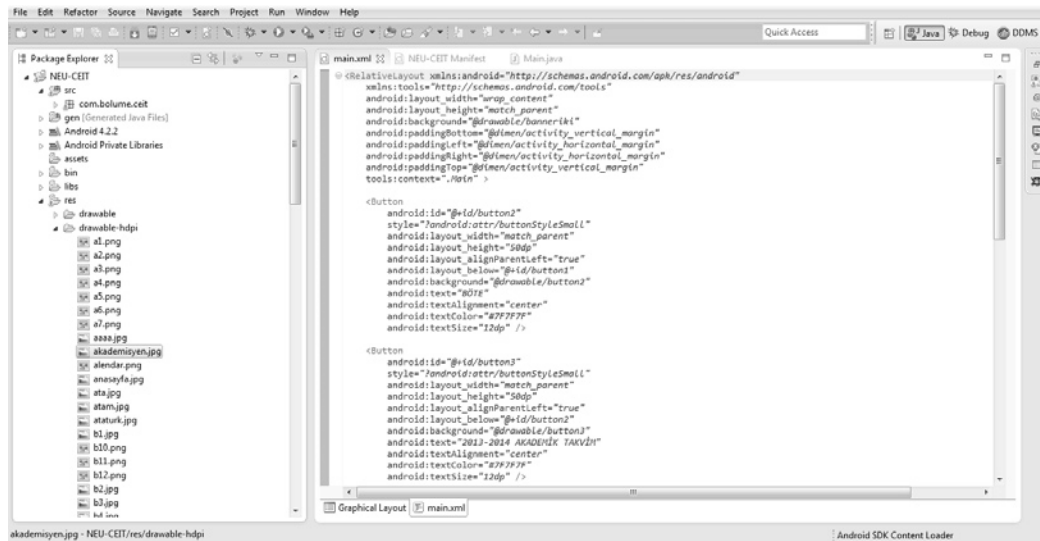 File Edit Refactor Source Navigate Search Project Run Window Help
Quick Access
Java
Debug
DDMS
Package Explorer
NEU-CEIT
src
com.bolume.ceit
gen [Generated Java Files]
Android 4.2.2
Android Private Libraries
assets
bin
libs
res
drawable
drawable-hdpi
a1.png
a2.png
a3.png
a4.png
a5.png
a6.png
a7.png
aaaa.jpg
akademisyen.jpg
alendar.png
anasayfa.jpg
ata.jpg
atam.jpg
ataturk.jpg
b1.jpg
b10.png
b11.png
b12.png
b2.jpg
b3.jpg
main.xml
NEU-CEIT Manifest
Main.java
<RelativeLayout xmlns:android="http://schemas.android.com/apk/res/android"
xmlns:tools="http://schemas.android.com/tools"
android:layout_width="wrap_content"
android:layout_height="match_parent"
android:background="@drawable/banneriki"
android:paddingBottom="@dimen/activity_vertical_margin"
android:paddingLeft="@dimen/activity_horizontal_margin"
android:paddingRight="@dimen/activity_horizontal_margin"
android:paddingTop="@dimen/activity_vertical_margin"
tools:context=".Main" >
<Button
android:id="@+id/button2"
style="?android:attr/buttonStyleSmall"
android:layout_width="match_parent"
android:layout_height="50dp"
android:layout_alignParentLeft="true"
android:layout_below="@+id/button1"
android:background="@drawable/button2"
android:text="BÖTE"
android:textAlignment="center"
android:textColor="#7F7F7F"
android:textSize="12dp" />
<Button
android:id="@+id/button3"
style="?android:attr/buttonStyleSmall"
android:layout_width="match_parent"
android:layout_height="50dp"
android:layout_alignParentLeft="true"
android:layout_below="@+id/button2"
android:background="@drawable/button3"
android:text="2013-2014 AKADEMİK TAKVİM"
android:textAlignment="center"
android:textColor="#7F7F7F"
android:textSize="12dp" />
Graphical Layout
main.xml
akademisyen.jpg - NEU-CEIT/res/drawable-hdpi
Android SDK Content Loader